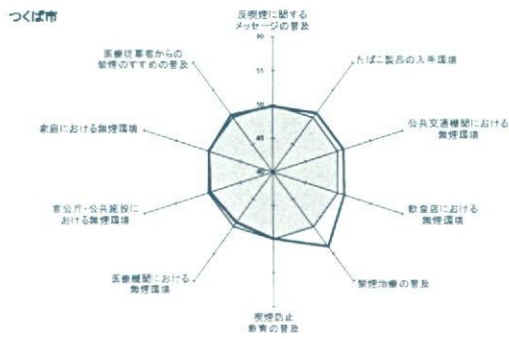 つくば市
反喫煙に関する
メッセージの普及
60
55
50
45
40
たばこ製品の入手環境
公共交通機関における
無煙環境
飲食店における
無煙環境
禁煙治療の普及
喫煙防止
教育の普及
医療機関における
無煙環境
官公庁・公共施設に
おける無煙環境
家庭における無煙環境
医療従事者からの
禁煙のすすめの普及